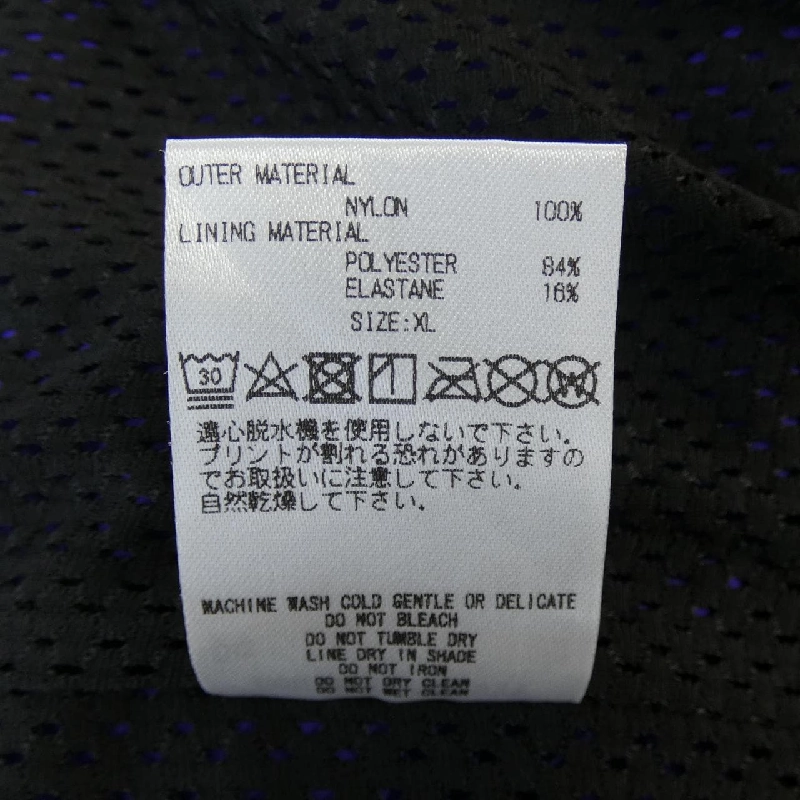 OUTER MATERIAL
NYLON 100%
LINING MATERIAL
POLYESTER 84%
ELASTANE 16%
SIZE:XL
30 W
遠心脱水機を使用しないで下さい。
プリントが割れる恐れがありますの
でお取扱いに注意して下さい。
自然乾燥して下さい。
MACHINE WASH COLD GENTLE OR DELICATE
DO NOT BLEACH
DO NOT TUMBLE DRY
LINE DRY IN SHADE
DO NOT IRON
DO NOT DRY CLEAN
DO NOT WET CLEAN